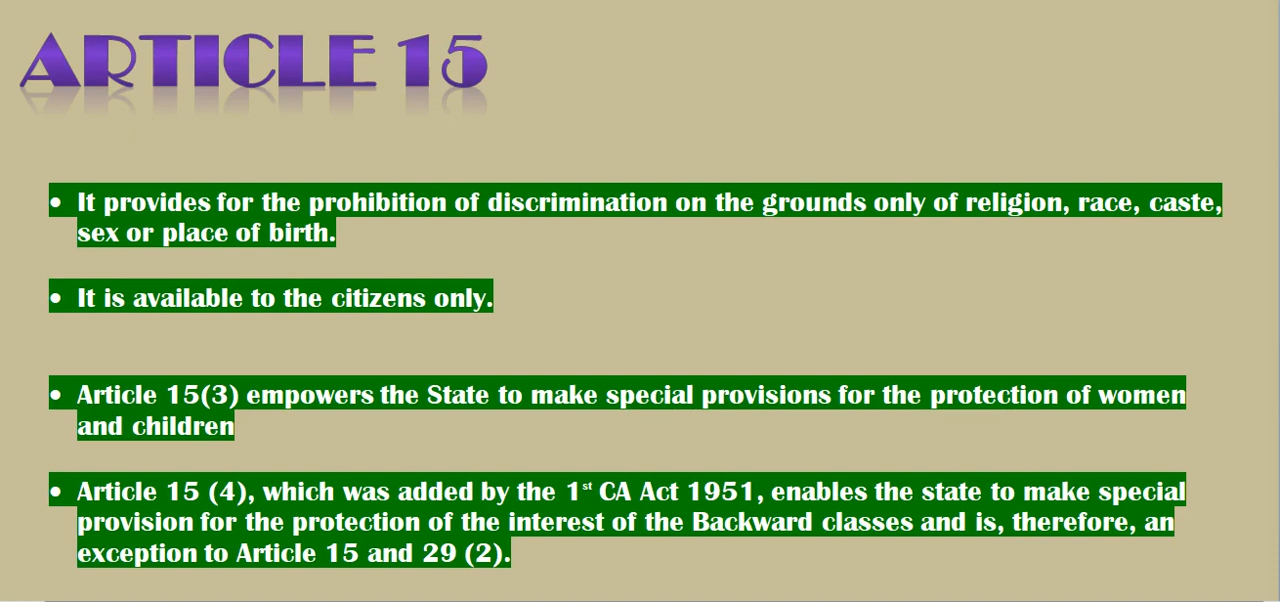 ARTICLE 15
• It provides for the prohibition of discrimination on the grounds only of religion, race, caste,
sex or place of birth.
• It is available to the citizens only.
• Article 15(3) empowers the State to make special provisions for the protection of women
and children
• Article 15 (4), which was added by the 1st CA Act 1951, enables the state to make special
provision for the protection of the interest of the Backward classes and is, therefore, an
exception to Article 15 and 29 (2).